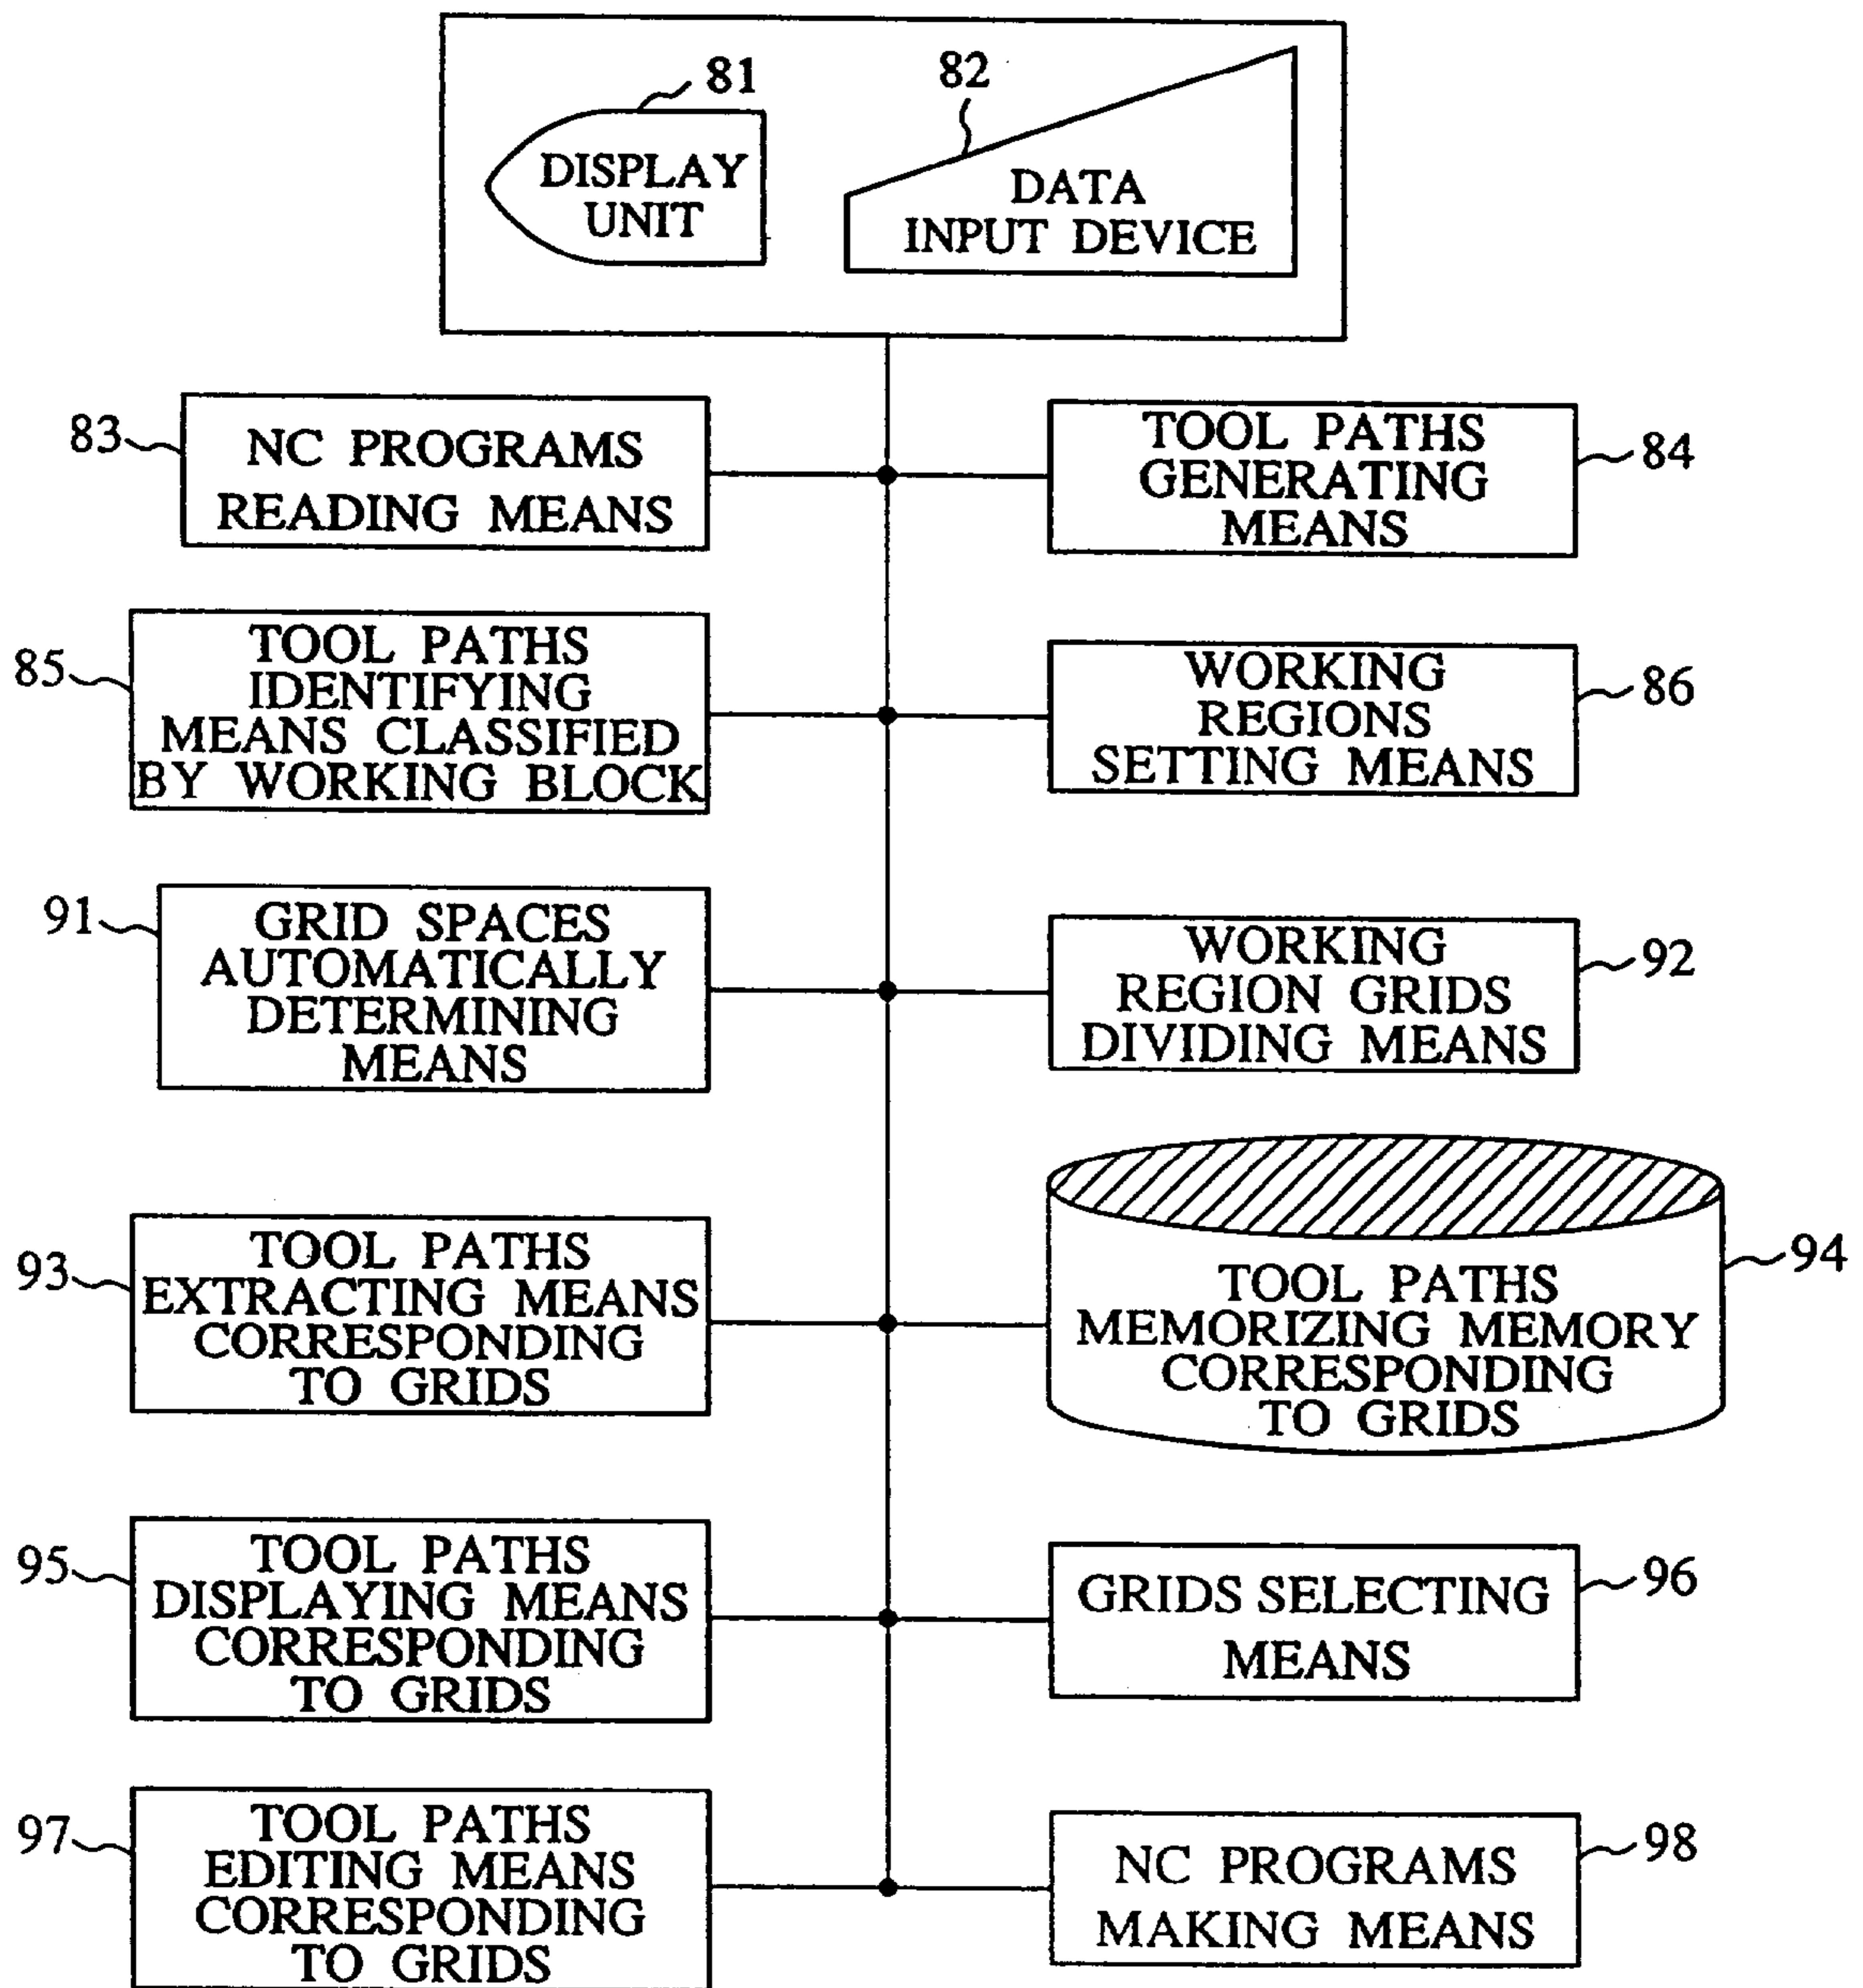 81
82
DISPLAY
UNIT
DATA
INPUT DEVICE
83
NC PROGRAMS
READING MEANS
TOOL PATHS
GENERATING
MEANS
84
85
TOOL PATHS
IDENTIFYING
MEANS CLASSIFIED
BY WORKING BLOCK
WORKING
REGIONS
SETTING MEANS
86
91
GRID SPACES
AUTOMATICALLY
DETERMINING
MEANS
WORKING
REGION GRIDS
DIVIDING MEANS
92
93
TOOL PATHS
EXTRACTING MEANS
CORRESPONDING
TO GRIDS
TOOL PATHS
MEMORIZING MEMORY
CORRESPONDING
TO GRIDS
94
95
TOOL PATHS
DISPLAYING MEANS
CORRESPONDING
TO GRIDS
GRIDS SELECTING
MEANS
96
97
TOOL PATHS
EDITING MEANS
CORRESPONDING
TO GRIDS
NC PROGRAMS
MAKING MEANS
98